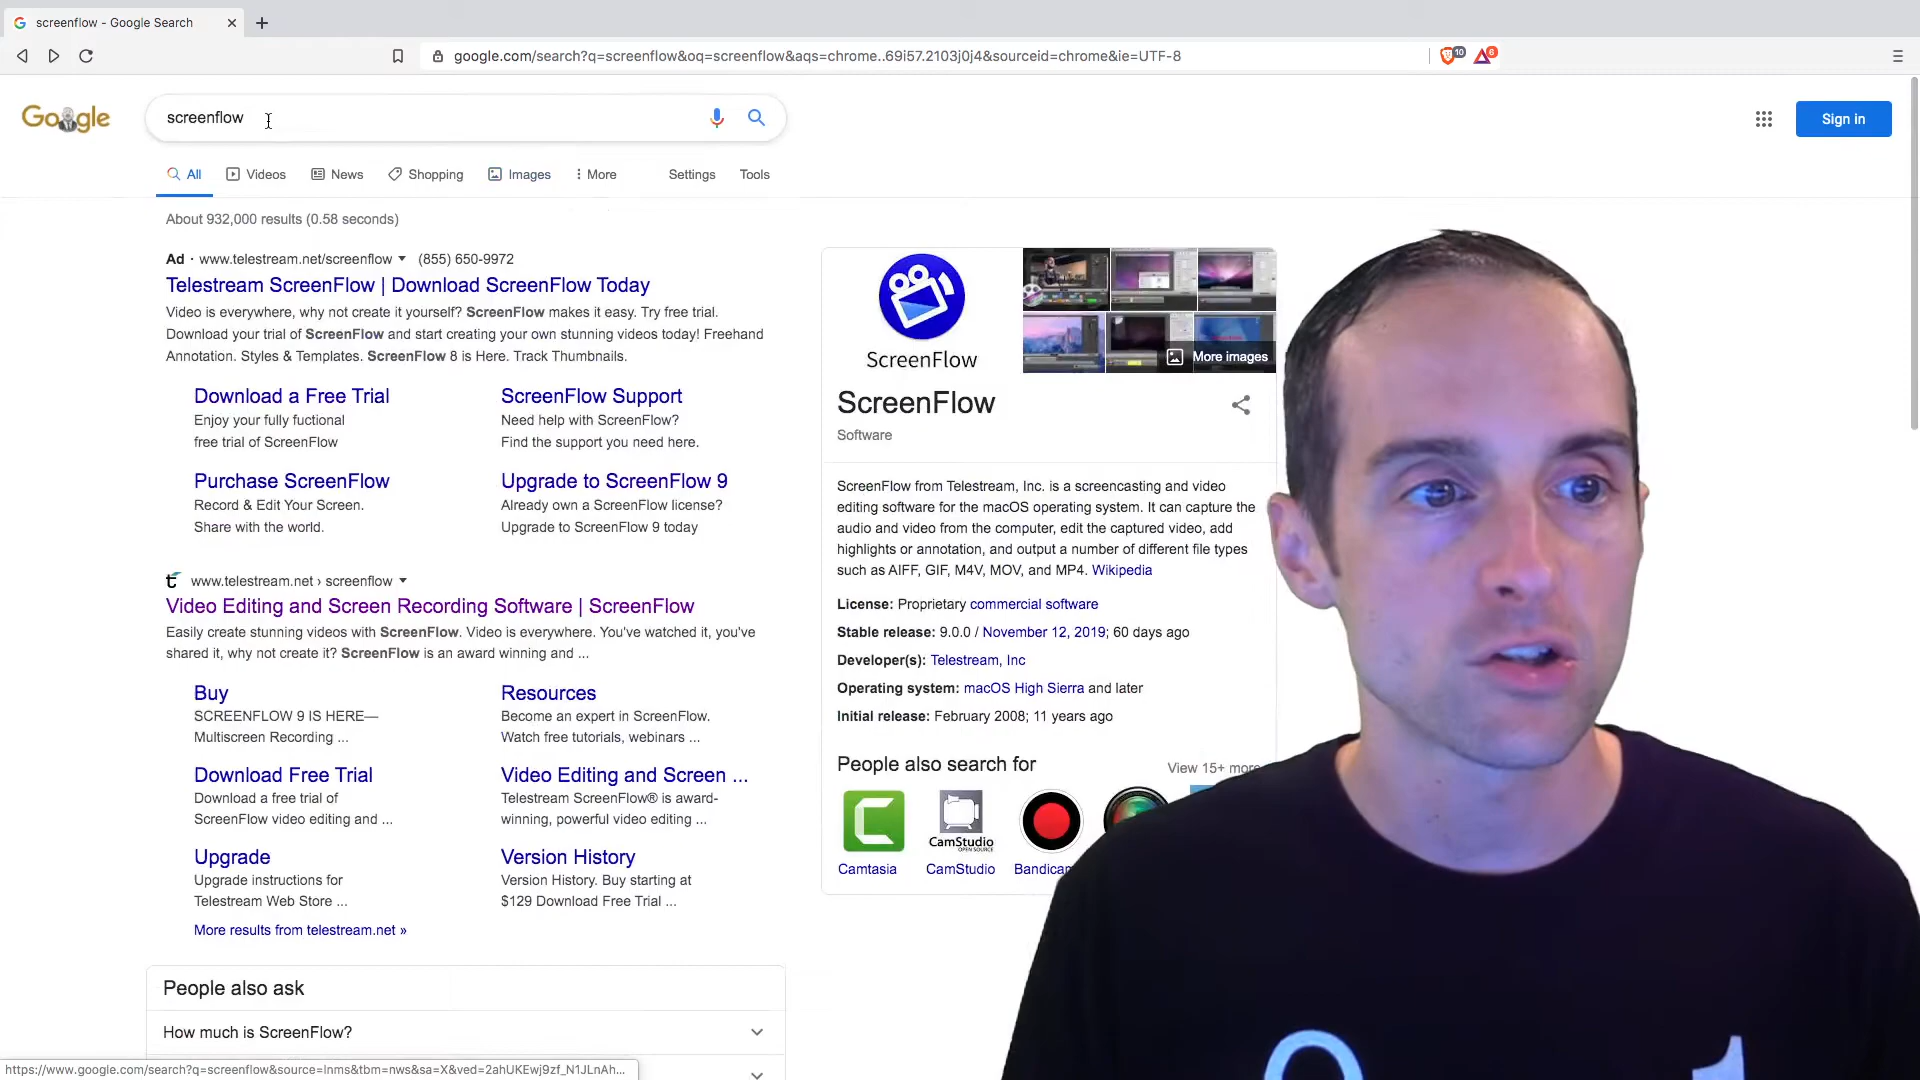 screenflow - Google Search
google.com/search?q=screenflow&oq=screenflow&aqs=chrome..69i57.2103j0j4&sourceid=chrome&ie=UTF-8
10
6
Google
screenflow
Sign in
All
Videos
News
Shopping
Images
More
Settings
Tools
About 932,000 results (0.58 seconds)
Ad · www.telestream.net/screenflow (855) 650-9972
Telestream ScreenFlow | Download ScreenFlow Today
Video is everywhere, why not create it yourself? ScreenFlow makes it easy. Try free trial.
Download your trial of ScreenFlow and start creating your own stunning videos today! Freehand
Annotation. Styles & Templates. ScreenFlow 8 is Here. Track Thumbnails.
Download a Free Trial
Enjoy your fully fuctional
free trial of ScreenFlow
ScreenFlow Support
Need help with ScreenFlow?
Find the support you need here.
Purchase ScreenFlow
Record & Edit Your Screen.
Share with the world.
Upgrade to ScreenFlow 9
Already own a ScreenFlow license?
Upgrade to ScreenFlow 9 today
www.telestream.net › screenflow
Video Editing and Screen Recording Software | ScreenFlow
Easily create stunning videos with ScreenFlow. Video is everywhere. You've watched it, you've
shared it, why not create it? ScreenFlow is an award winning and ...
Buy
SCREENFLOW 9 IS HERE—
Multiscreen Recording ...
Resources
Become an expert in ScreenFlow.
Watch free tutorials, webinars ...
Download Free Trial
Download a free trial of
ScreenFlow video editing and ...
Video Editing and Screen ...
Telestream ScreenFlow® is award-
winning, powerful video editing ...
Upgrade
Upgrade instructions for
Telestream Web Store ...
Version History
Version History. Buy starting at
$129 Download Free Trial ...
More results from telestream.net »
People also ask
How much is ScreenFlow?
https://www.google.com/search?q=screenflow&source=lnms&tbm=nws&sa=X&ved=2ahUKEwj9zf_N1JLnAh...
ScreenFlow
More images
ScreenFlow
Software
ScreenFlow from Telestream, Inc. is a screencasting and video
editing software for the macOS operating system. It can capture the
audio and video from the computer, edit the captured video, add
highlights or annotation, and output a number of different file types
such as AIFF, GIF, M4V, MOV, and MP4. Wikipedia
License: Proprietary commercial software
Stable release: 9.0.0 / November 12, 2019; 60 days ago
Developer(s): Telestream, Inc
Operating system: macOS High Sierra and later
Initial release: February 2008; 11 years ago
People also search for
View 15+ more
CamStudio
OPEN SOURCE
Camtasia
CamStudio